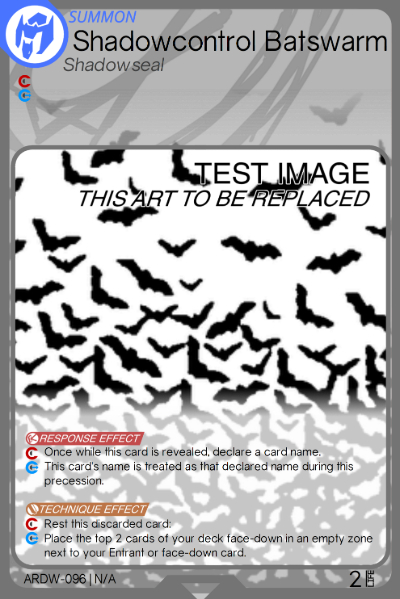 SUMMON
Shadowcontrol Batswarm
Shadowseal
C
C
TEST IMAGE
THIS ART TO BE REPLACED
RESPONSE EFFECT
C Once while this card is revealed, declare a card name.
C This card's name is treated as that declared name during this
precession.
TECHNIQUE EFFECT
C Rest this discarded card:
C Place the top 2 cards of your deck face-down in an empty zone
next to your Entrant or face-down card.
ARDW-096 | N/A
2 LIFE